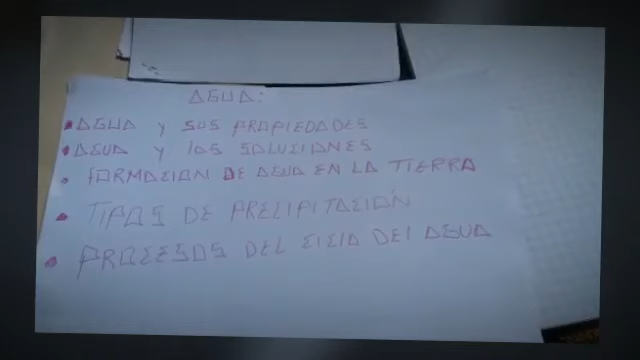 AGUA:
• AGUA Y SUS PROPIEDADES
• AGUA Y LAS SOLUCIONES
• FORMACION DE AGUA EN LA TIERRA
• TIPOS DE PRECIPITACIÓN
• PROCESOS DEL CICLO DEL AGUA